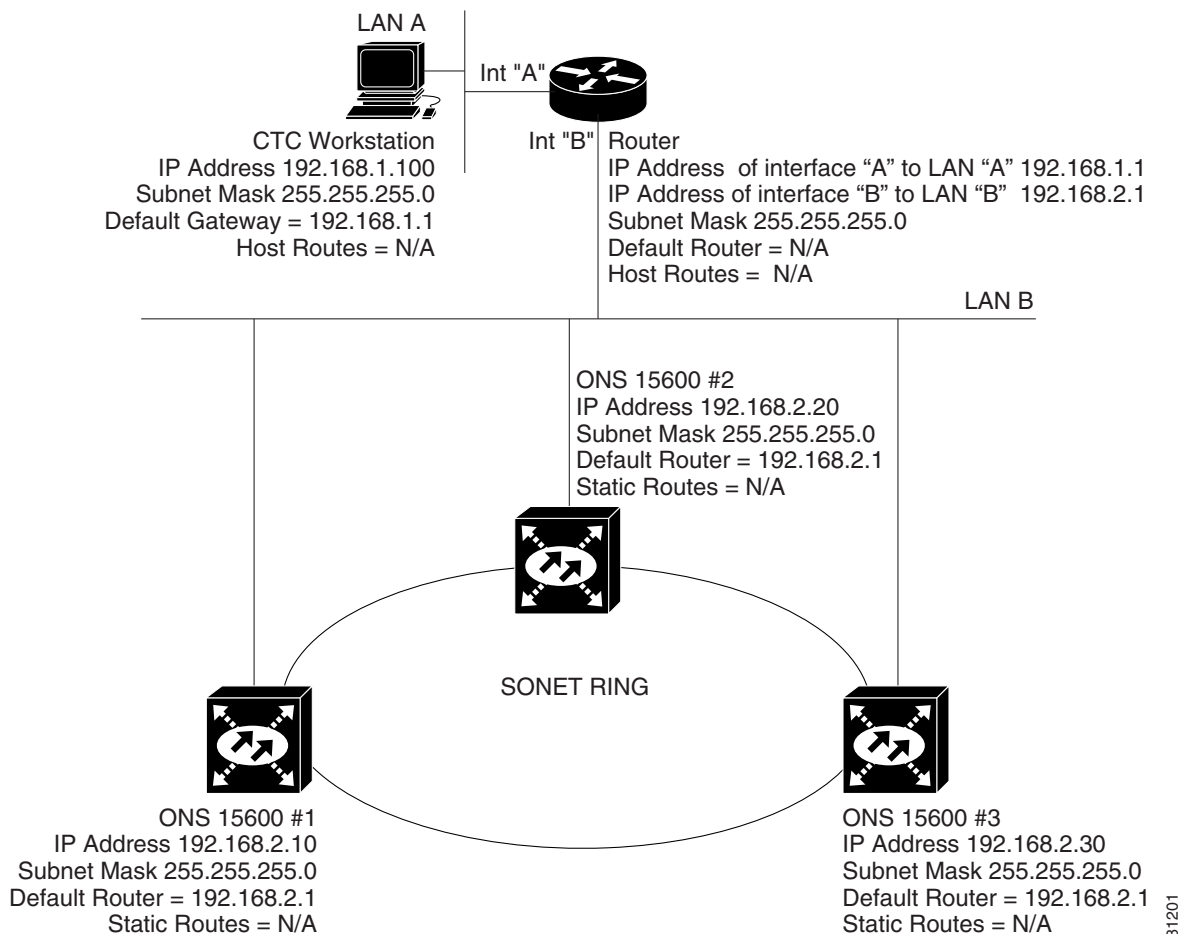 LAN A
Int "A"
CTC Workstation
IP Address 192.168.1.100
Subnet Mask 255.255.255.0
Default Gateway = 192.168.1.1
Host Routes = N/A
Int "B"
Router
IP Address of interface “A” to LAN “A” 192.168.1.1
IP Address of interface “B” to LAN “B” 192.168.2.1
Subnet Mask 255.255.255.0
Default Router = N/A
Host Routes = N/A
LAN B
ONS 15600 #2
IP Address 192.168.2.20
Subnet Mask 255.255.255.0
Default Router = 192.168.2.1
Static Routes = N/A
SONET RING
ONS 15600 #1
IP Address 192.168.2.10
Subnet Mask 255.255.255.0
Default Router = 192.168.2.1
Static Routes = N/A
ONS 15600 #3
IP Address 192.168.2.30
Subnet Mask 255.255.255.0
Default Router = 192.168.2.1
Static Routes = N/A